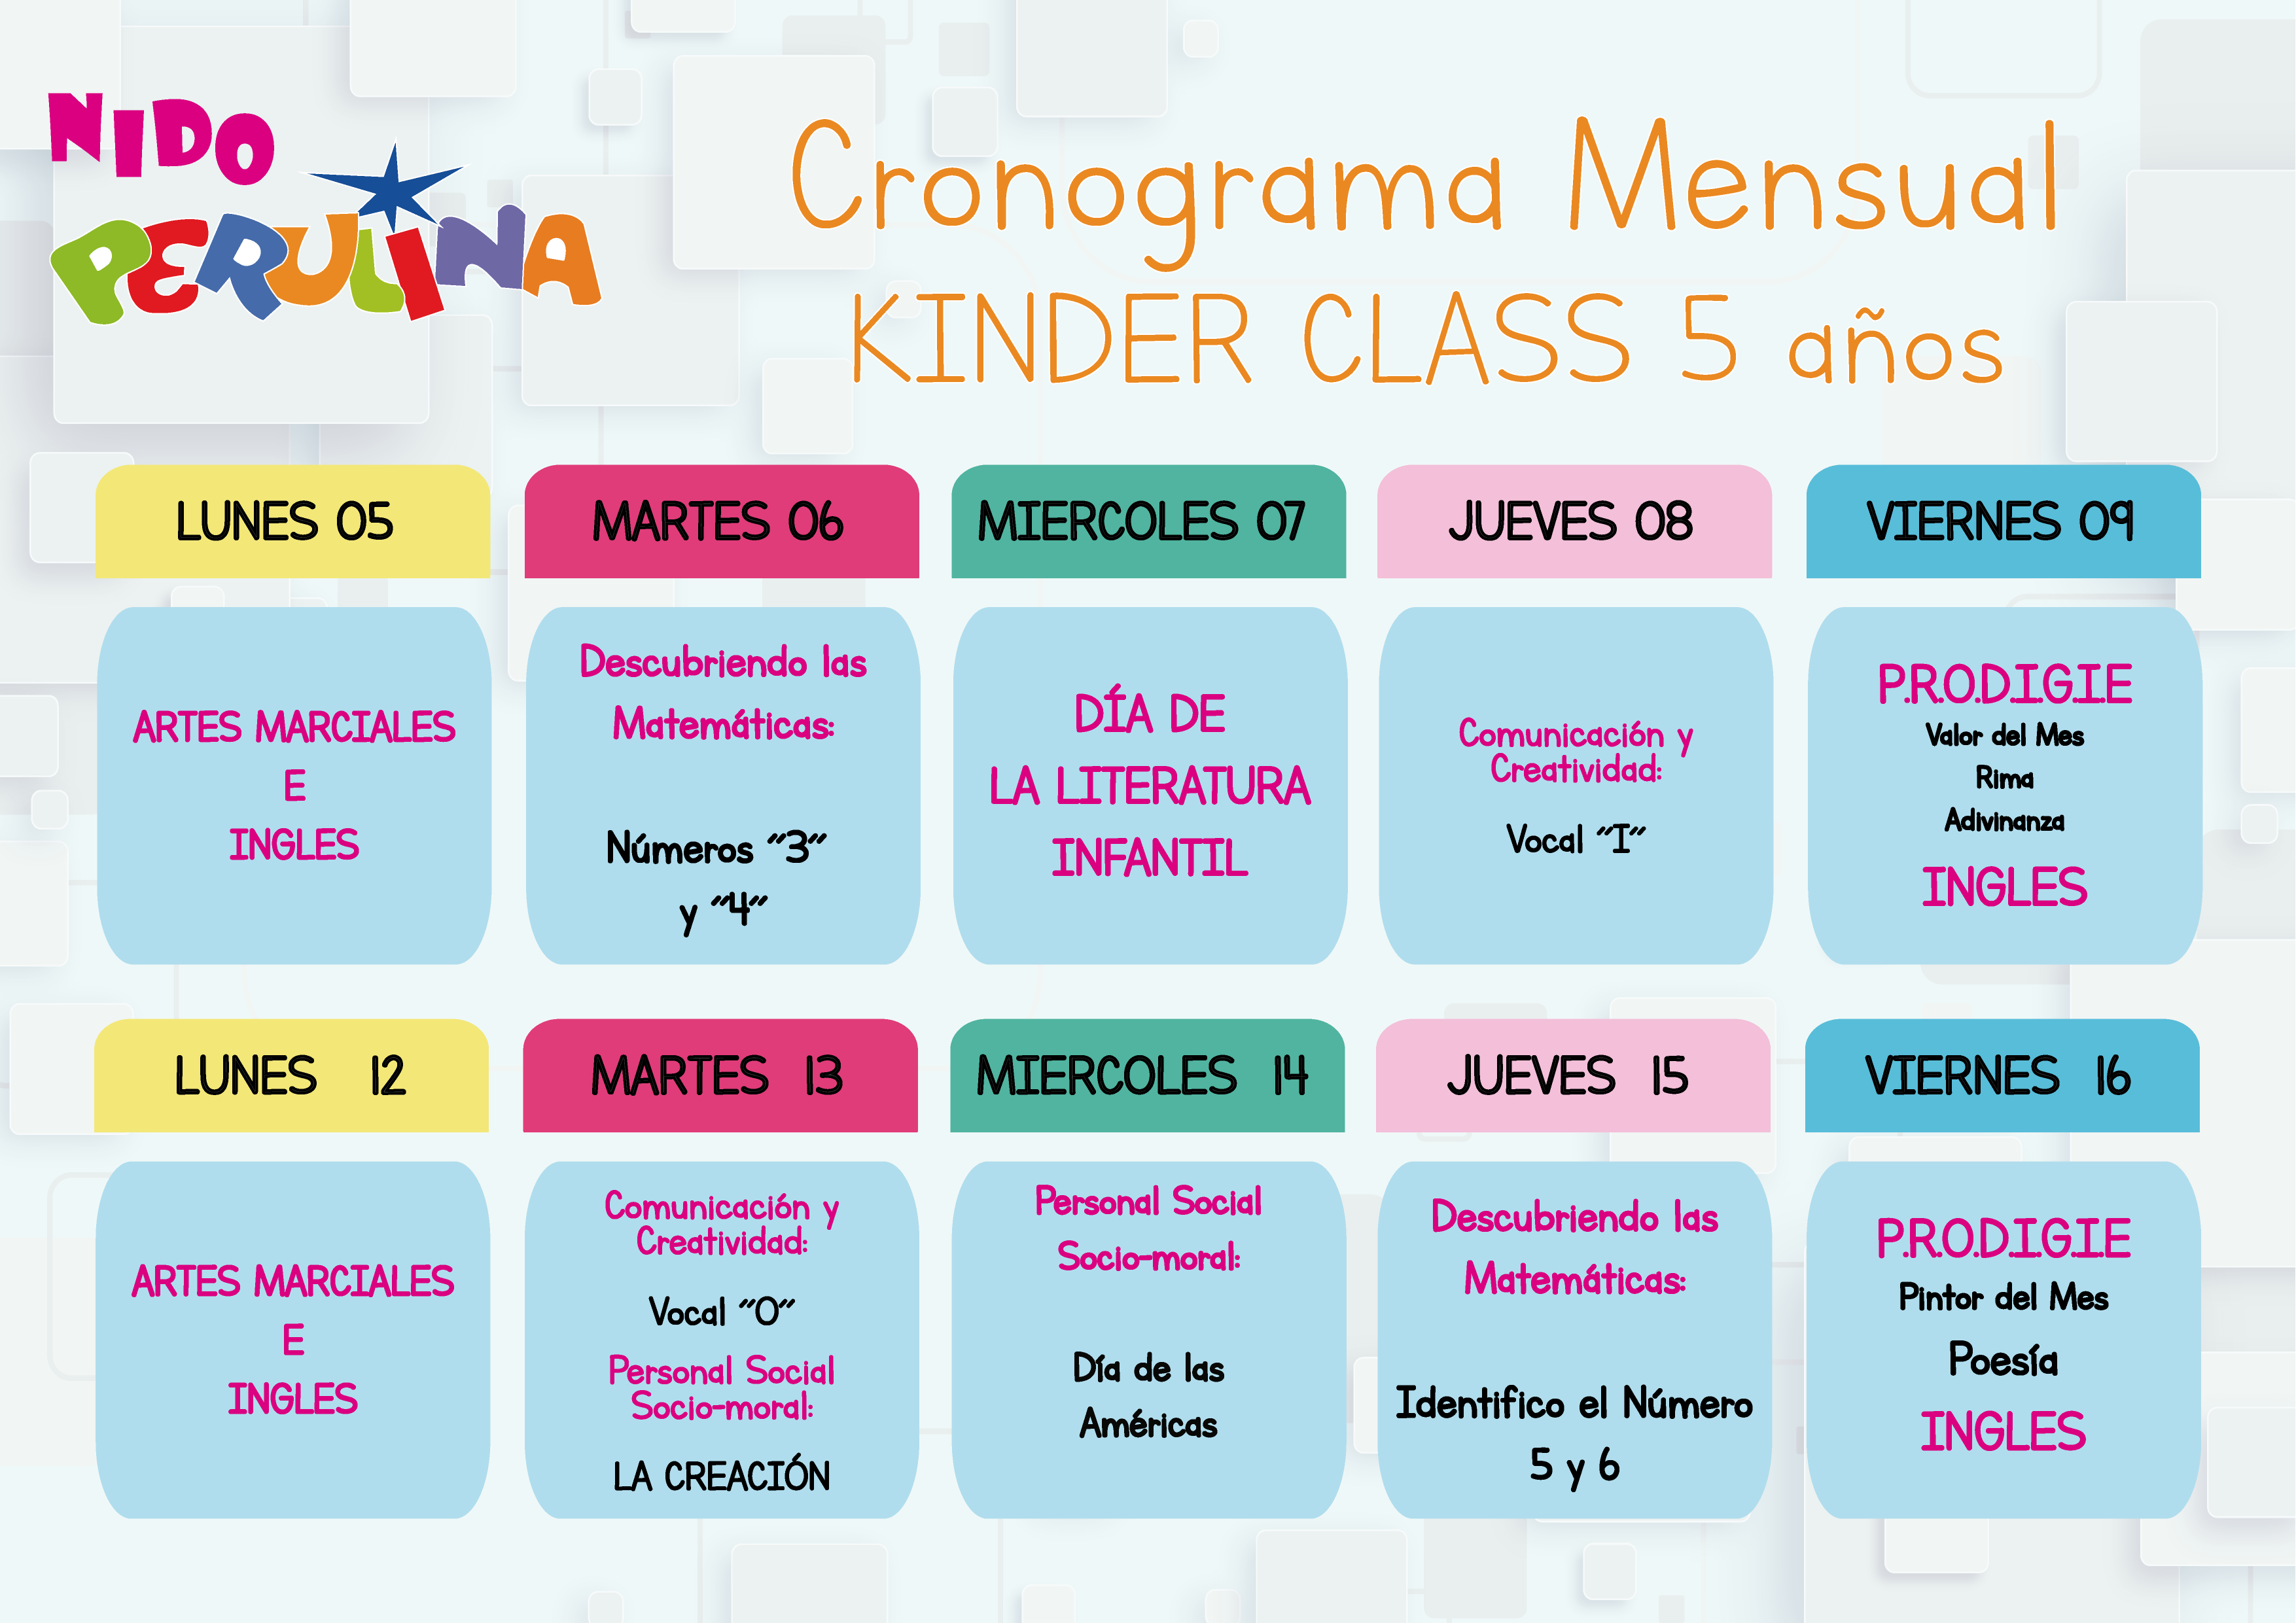 NIDO
PERULINA
Cronograma Mensual
KINDER CLASS 5 años
LUNES 05
MARTES 06
MIERCOLES 07
JUEVES 08
VIERNES 09
ARTES MARCIALES
E
INGLES
Descubriendo las
Matemáticas:
Números "3"
y "4"
DÍA DE
LA LITERATURA
INFANTIL
Comunicación y
Creatividad:
Vocal "I"
P.R.O.D.I.G.I.E
Valor del Mes
Rima
Adivinanza
INGLES
LUNES 12
MARTES 13
MIERCOLES 14
JUEVES 15
VIERNES 16
ARTES MARCIALES
E
INGLES
Comunicación y
Creatividad:
Vocal "O"
Personal Social
Socio-moral:
LA CREACIÓN
Personal Social
Socio-moral:
Día de las
Américas
Descubriendo las
Matemáticas:
Identifico el Número
5 y 6
P.R.O.D.I.G.I.E
Pintor del Mes
Poesía
INGLES